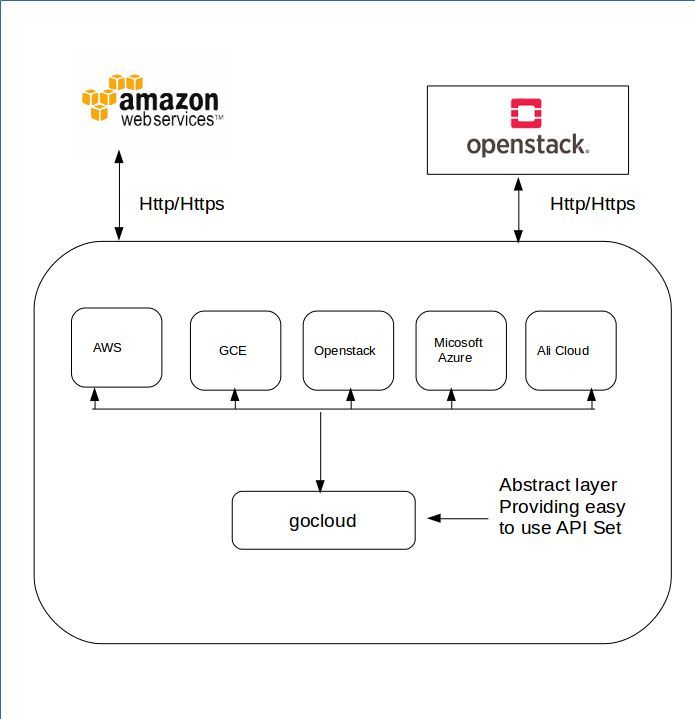 amazon
webservices™
openstack®
Http/Https
Http/Https
AWS
GCE
Openstack
Micosoft
Azure
Ali Cloud
Abstract layer
Providing easy
to use API Set
gocloud